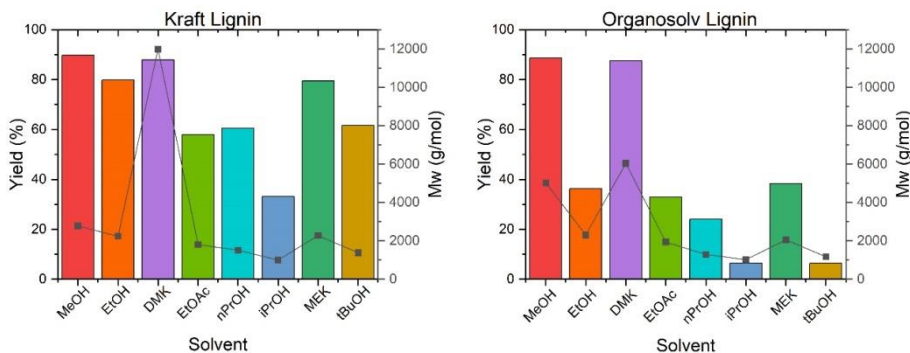 Kraft Lignin
100
80
60
40
20
0
Yield (%)
12000
10000
8000
6000
4000
2000
0
Mw (g/mol)
MeOH
EtOH
DMK
EtOAc
nPrOH
iPrOH
MEK
tBuOH
Solvent
Organosolv Lignin
100
80
60
40
20
0
Yield (%)
12000
10000
8000
6000
4000
2000
0
Mw (g/mol)
MeOH
EtOH
DMK
EtOAc
nPrOH
iPrOH
MEK
tBuOH
Solvent